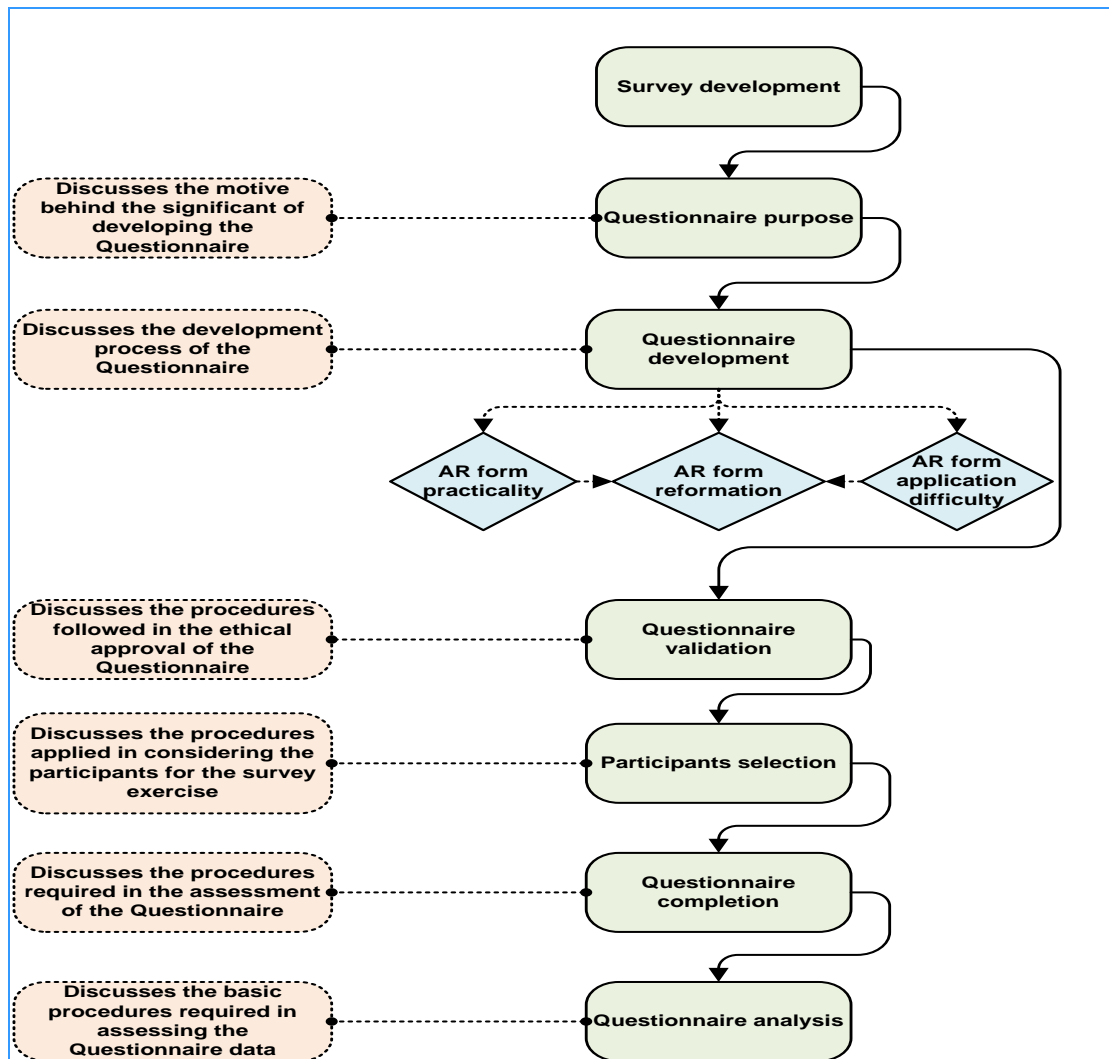 Survey development
Discusses the motive
behind the significant of
developing the
Questionnaire
Questionnaire purpose
Discusses the development
process of the
Questionnaire
Questionnaire
development
AR form
practicality
AR form
reformation
AR form
application
difficulty
Discusses the procedures
followed in the ethical
approval of the
Questionnaire
Questionnaire
validation
Discusses the procedures
applied in considering the
participants for the survey
exercise
Participants selection
Discusses the procedures
required in the assessment
of the Questionnaire
Questionnaire
completion
Discusses the basic
procedures required in
assessing the
Questionnaire data
Questionnaire analysis